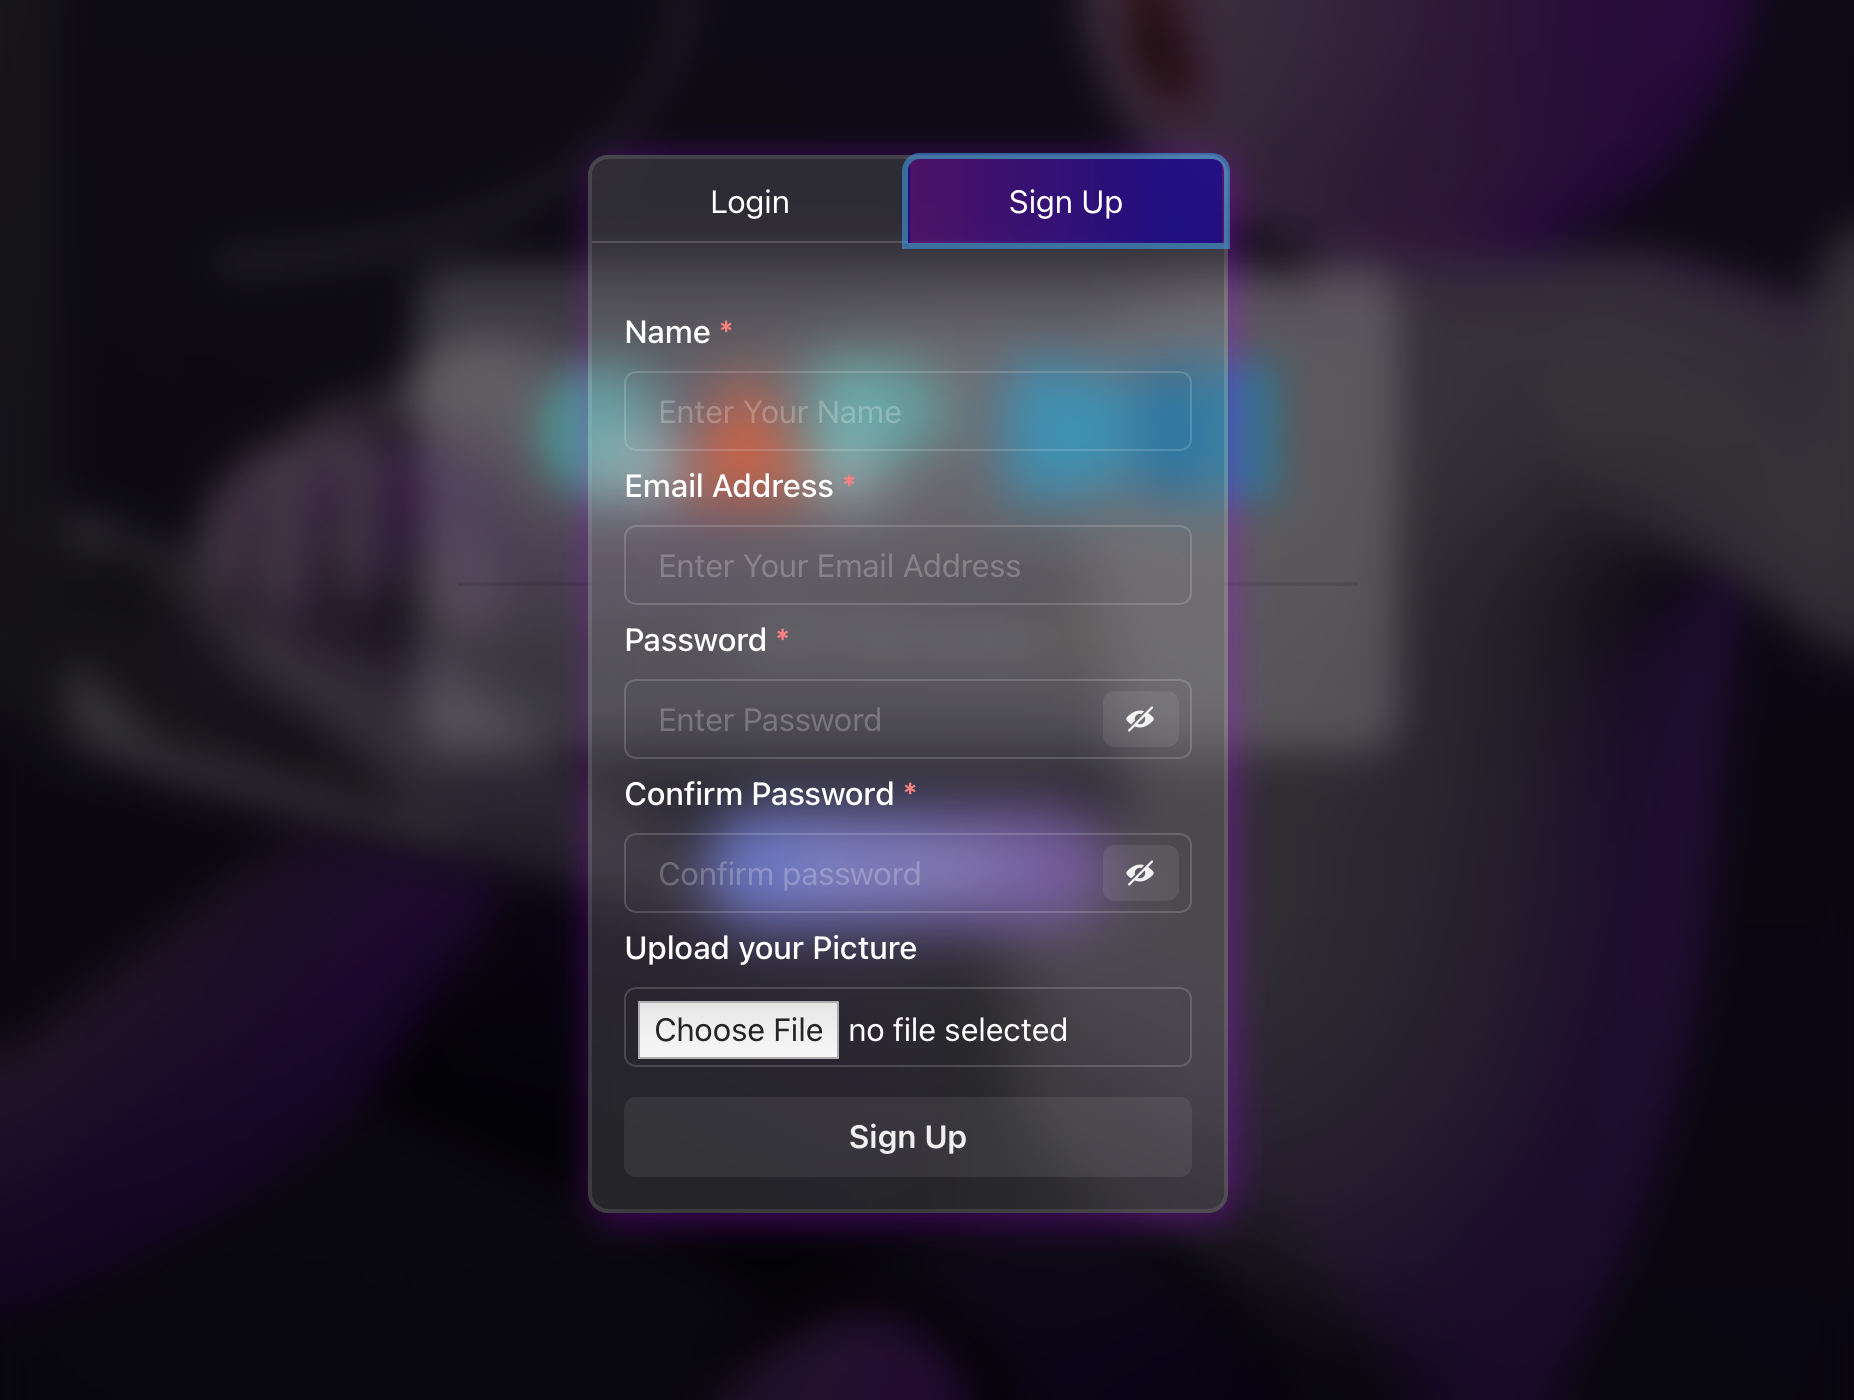 Login Sign Up
Name *
Enter Your Name
Email Address *
Enter Your Email Address
Password *
Enter Password
Confirm Password *
Confirm password
Upload your Picture
Choose File no file selected
Sign Up